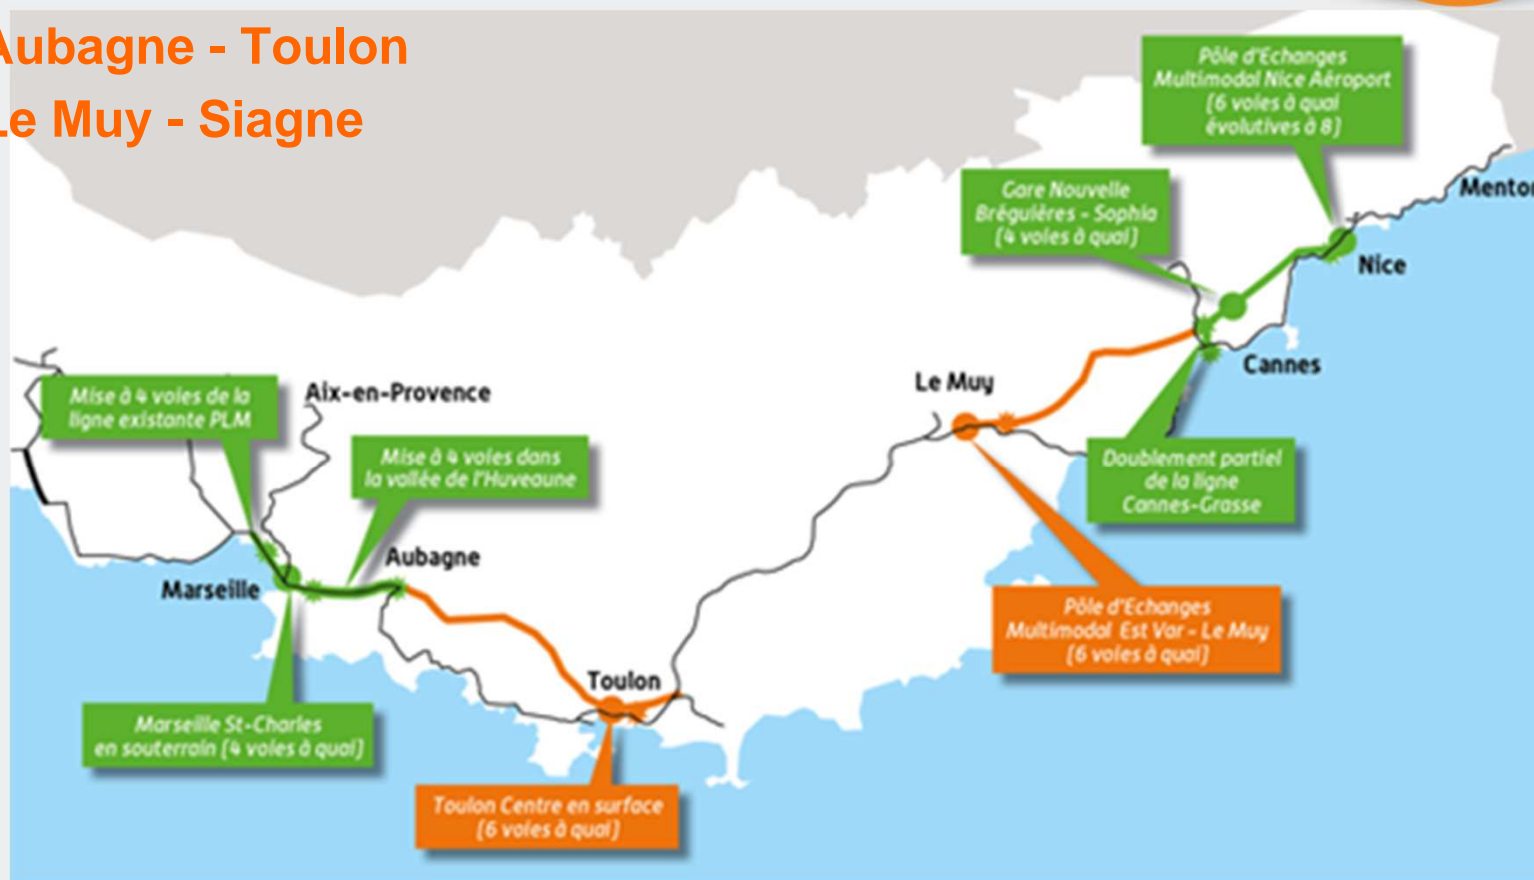 Aubagne - Toulon
Le Muy - Siagne
Pôle d'Echanges
Multimodal Nice Aéroport
(6 voies à quai
évolutives à 8)
Gare Nouvelle
Bréguières - Sophia
(4 voies à quai)
Menton
Nice
Cannes
Le Muy
Mise à 4 voies de la
ligne existante PLM
Aix-en-Provence
Mise à 4 voies dans
la vallée de l'Huveaune
Doublement partiel
de la ligne
Cannes-Grasse
Aubagne
Marseille
Pôle d'Echanges
Multimodal Est Var - Le Muy
(6 voies à quai)
Toulon
Marseille St-Charles
en souterrain (4 voies à quai)
Toulon Centre en surface
(6 voies à quai)